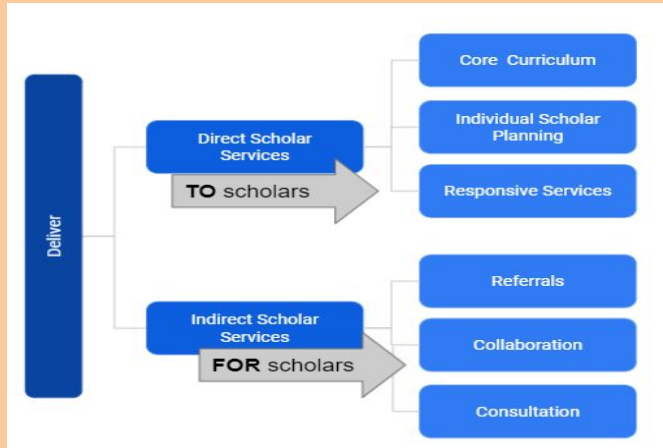 Deliver
Direct Scholar
Services
TO scholars
Core Curriculum
Individual Scholar
Planning
Responsive Services
Indirect Scholar
Services
FOR scholars
Referrals
Collaboration
Consultation